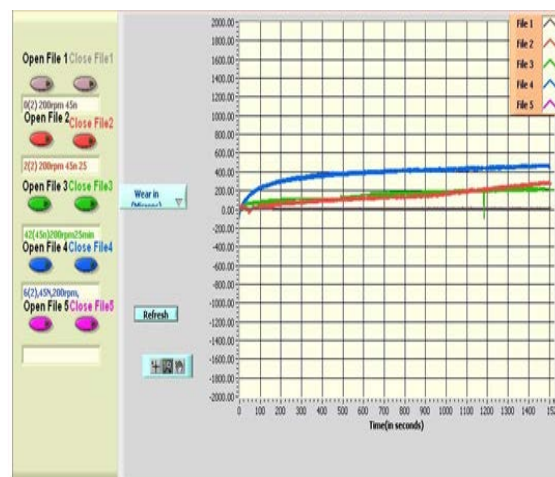 Open File 1 Close File1
0(2) 200rpm 45n
Open File 2 Close File2
2(2) 200rpm 45n 25
Open File 3 Close File3
42(45n)200rpm25min
Open File 4 Close File4
6(2),45N,200rpm,
Open File 5 Close File5
Wear in
Refresh
2000.00
1800.00
1600.00
1400.00
1200.00
1000.00
800.00
600.00
400.00
200.00
0.00
-200.00
-400.00
-600.00
-800.00
-1000.00
-1200.00
-1400.00
-1600.00
-1800.00
-2000.00
0 100 200 300 400 500 600 700 800 900 1000 1100 1200 1300 1400
Time(in seconds)
File 1
File 2
File 3
File 4
File 5